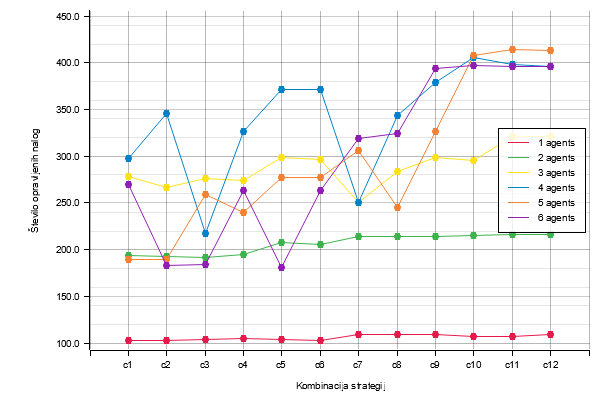 450.0
400.0
350.0
300.0
250.0
200.0
150.0
100.0
Število opravljenih nalog
1 agents
2 agents
3 agents
4 agents
5 agents
6 agents
c1 c2 c3 c4 c5 c6 c7 c8 c9 c10 c11 c12
Kombinacija strategij